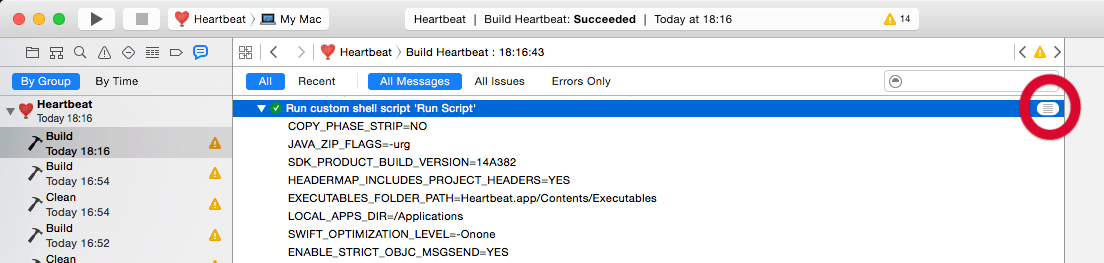 Heartbeat 〉 My Mac
Heartbeat | Build Heartbeat: Succeeded | Today at 18:16
14
Heartbeat 〉 Build Heartbeat : 18:16:43
By Group By Time
All Recent All Messages All Issues Errors Only
Heartbeat
Today 18:16
Build
Today 18:16
Build
Today 16:54
Clean
Today 16:54
Build
Today 16:52
Clean
Run custom shell script 'Run Script'
COPY_PHASE_STRIP=NO
JAVA_ZIP_FLAGS=-urg
SDK_PRODUCT_BUILD_VERSION=14A382
HEADERMAP_INCLUDES_PROJECT_HEADERS=YES
EXECUTABLES_FOLDER_PATH=Heartbeat.app/Contents/Executables
LOCAL_APPS_DIR=/Applications
SWIFT_OPTIMIZATION_LEVEL=-Onone
ENABLE_STRICT_OBJC_MSGSEND=YES